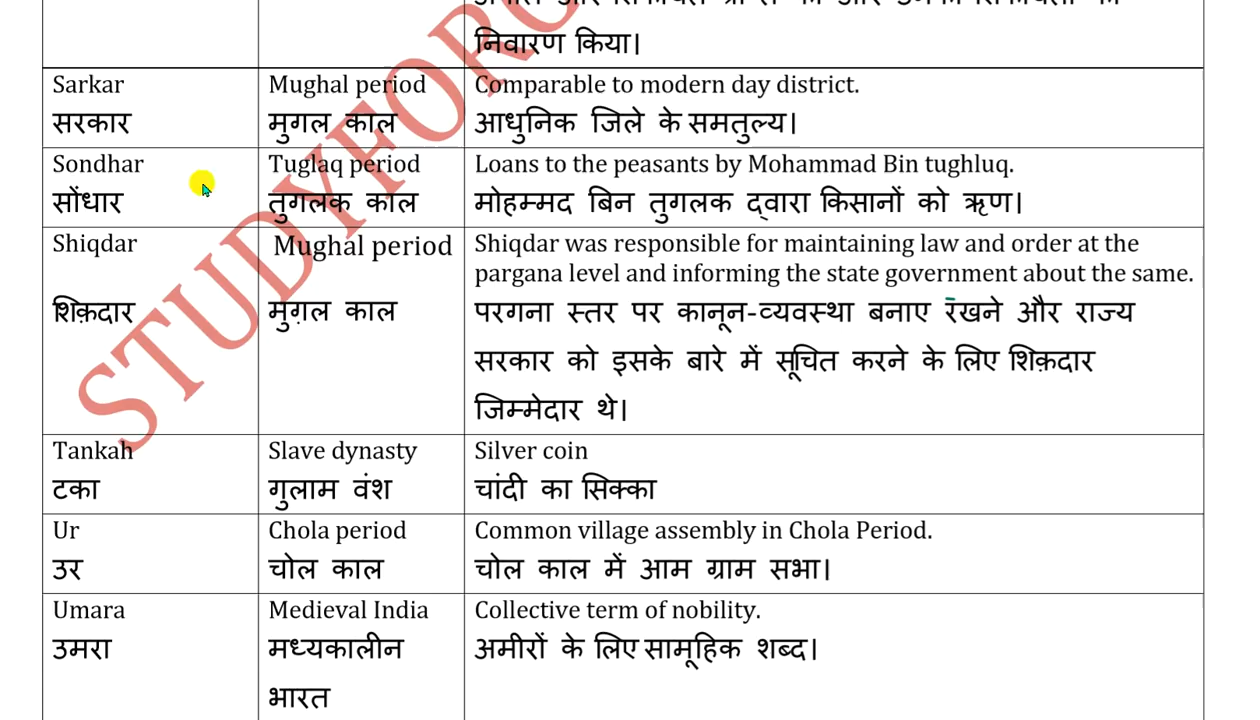 निवारण किया।
Sarkar
सरकार
Mughal period
मुगल काल
Comparable to modern day district.
आधुनिक जिले के समतुल्य।
Sondhar
सोंधार
Tuglaq period
तुगलक काल
Loans to the peasants by Mohammad Bin tughluq.
मोहम्मद बिन तुगलक द्वारा किसानों को ऋण।
Shiqdar
शिक़दार
Mughal period
मुग़ल काल
Shiqdar was responsible for maintaining law and order at the
pargana level and informing the state government about the same.
परगना स्तर पर कानून-व्यवस्था बनाए रखने और राज्य
सरकार को इसके बारे में सूचित करने के लिए शिक़दार
जिम्मेदार थे।
Tankah
टका
Slave dynasty
गुलाम वंश
Silver coin
चांदी का सिक्का
Ur
उर
Chola period
चोल काल
Common village assembly in Chola Period.
चोल काल में आम ग्राम सभा।
Umara
उमरा
Medieval India
मध्यकालीन
भारत
Collective term of nobility.
अमीरों के लिए सामूहिक शब्द।
STUDYFORC